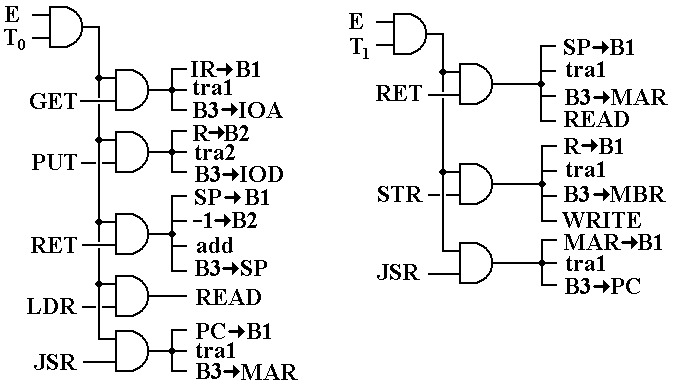 E
T0
GET
IR→B1
tra1
B3→IOA
PUT
R→B2
tra2
B3→IOD
RET
SP→B1
-1→B2
add
B3→SP
LDR
READ
JSR
PC→B1
tra1
B3→MAR
E
T1
RET
SP→B1
tra1
B3→MAR
READ
STR
R→B1
tra1
B3→MBR
WRITE
JSR
MAR→B1
tra1
B3→PC